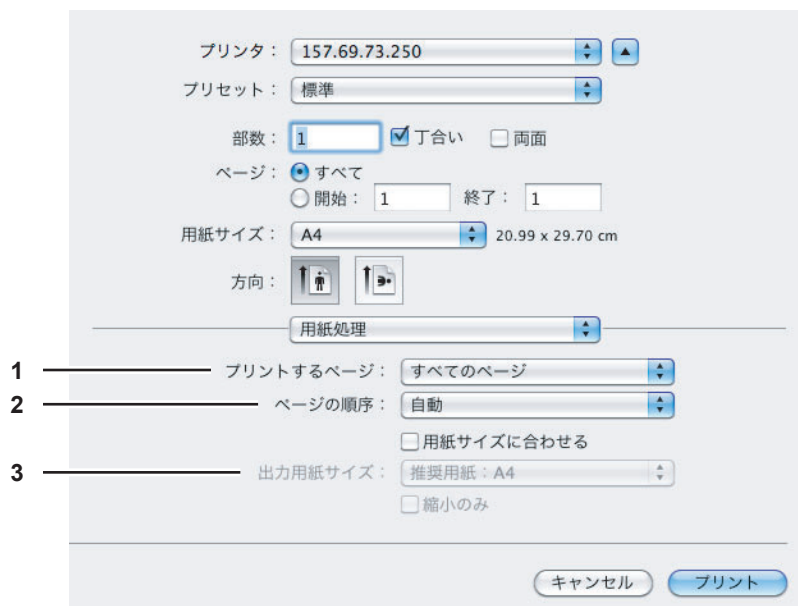 プリンタ： 157.69.73.250
プリセット： 標準
部数： 1 丁合い 両面
ページ： すべて
開始： 1 終了： 1
用紙サイズ： A4 20.99 x 29.70 cm
方向：
用紙処理
1 プリントするページ： すべてのページ
2 ページの順序： 自動
用紙サイズに合わせる
3 出力用紙サイズ： 推奨用紙：A4
縮小のみ
キャンセル プリント